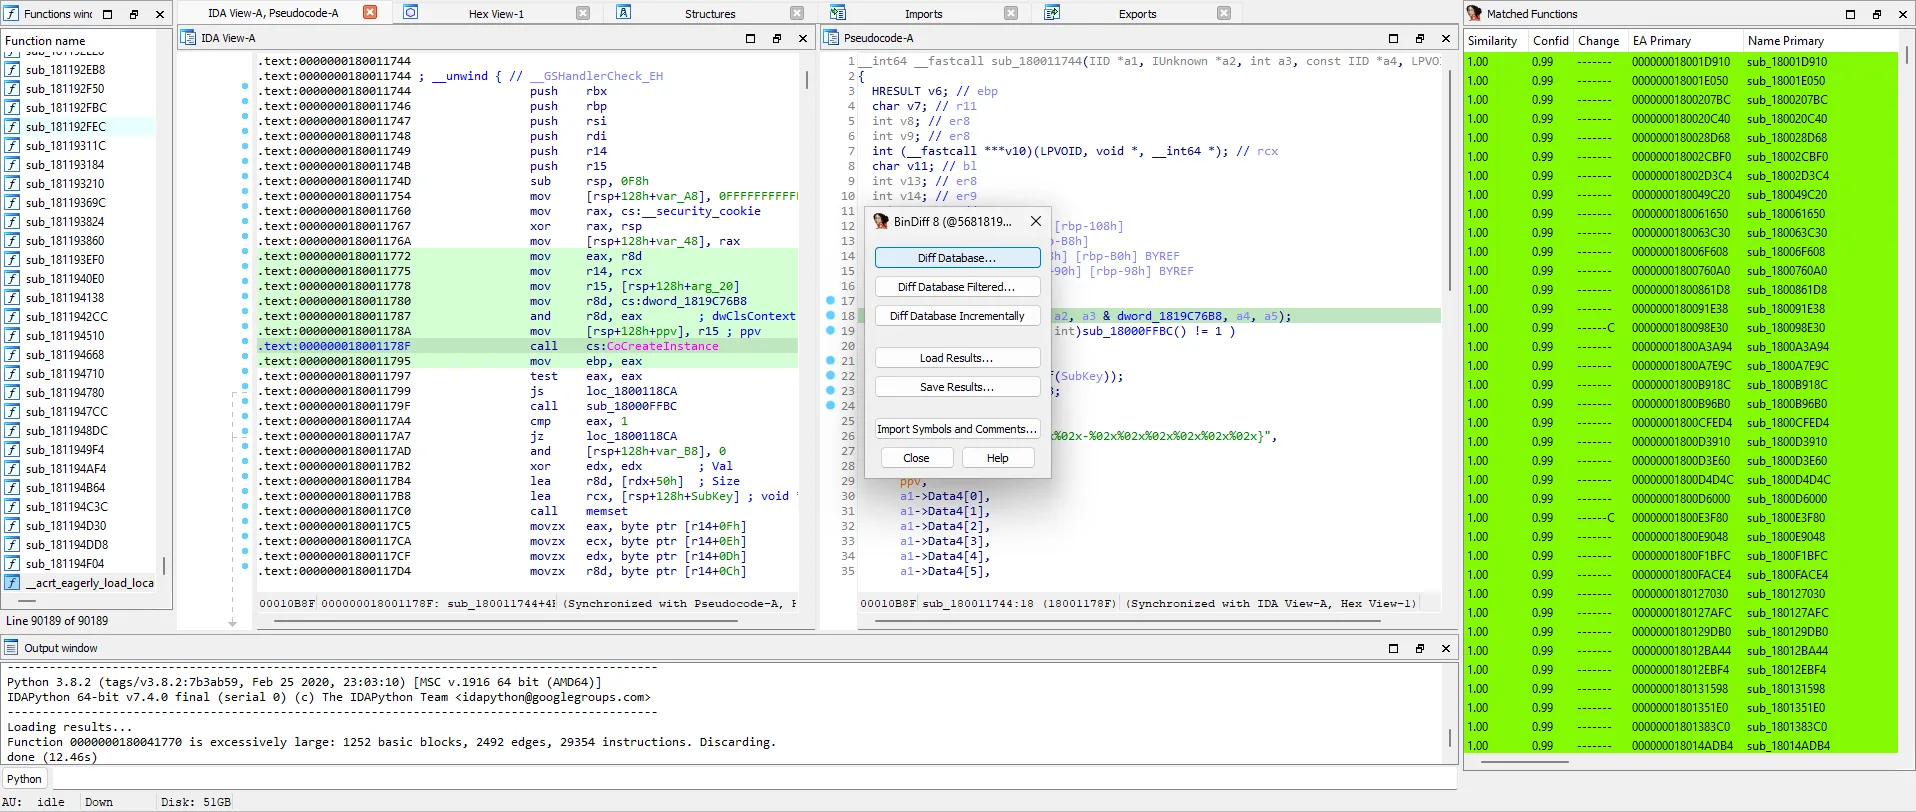 Functions winc
Function name
sub_181192EE0
sub_181192EB8
sub_181192F50
sub_181192FBC
sub_181192FEC
sub_18119311C
sub_181193184
sub_181193210
sub_18119369C
sub_181193824
sub_181193860
sub_181193EF0
sub_1811940E0
sub_181194138
sub_1811942CC
sub_181194510
sub_181194668
sub_181194710
sub_181194780
sub_1811947CC
sub_1811948DC
sub_1811949F4
sub_181194AF4
sub_181194B64
sub_181194C3C
sub_181194D30
sub_181194DD8
sub_181194F04
__acrt_eagerly_load_loca
Line 90189 of 90189
IDA View-A, Pseudocode-A
Hex View-1
Structures
Imports
Exports
IDA View-A
.text:0000000180011744
.text:0000000180011744 ; __unwind { // __GSHandlerCheck_EH
.text:0000000180011744 push rbx
.text:0000000180011746 push rbp
.text:0000000180011747 push rsi
.text:0000000180011748 push rdi
.text:0000000180011749 push r14
.text:000000018001174B push r15
.text:000000018001174D sub rsp, 0F8h
.text:0000000180011754 mov [rsp+128h+var_A8], 0FFFFFFFFFFF
.text:0000000180011760 mov rax, cs:__security_cookie
.text:0000000180011767 xor rax, rsp
.text:000000018001176A mov [rsp+128h+var_48], rax
.text:0000000180011772 mov eax, r8d
.text:0000000180011775 mov r14, rcx
.text:0000000180011778 mov r15, [rsp+128h+arg_20]
.text:0000000180011780 mov r8d, cs:dword_1819C76B8
.text:0000000180011787 and r8d, eax ; dwClsContext
.text:000000018001178A mov [rsp+128h+ppv], r15 ; ppv
.text:000000018001178F call cs:CoCreateInstance
.text:0000000180011795 mov ebp, eax
.text:0000000180011797 test eax, eax
.text:0000000180011799 js loc_1800118CA
.text:000000018001179F call sub_18000FFBC
.text:00000001800117A4 cmp eax, 1
.text:00000001800117A7 jz loc_1800118CA
.text:00000001800117AD and [rsp+128h+var_B8], 0
.text:00000001800117B2 xor edx, edx ; Val
.text:00000001800117B4 lea r8d, [rdx+50h] ; Size
.text:00000001800117B8 lea rcx, [rsp+128h+SubKey] ; void *
.text:00000001800117C0 call memset
.text:00000001800117C5 movzx eax, byte ptr [r14+0Fh]
.text:00000001800117CA movzx ecx, byte ptr [r14+0Eh]
.text:00000001800117CF movzx edx, byte ptr [r14+0Dh]
.text:00000001800117D4 movzx r8d, byte ptr [r14+0Ch]
00010B8F 000000018001178F: sub_180011744+4I (Synchronized with Pseudocode-A, H
Pseudocode-A
1 __int64 __fastcall sub_180011744(IID *a1, IUnknown *a2, int a3, const IID *a4, LPVOI
2 {
3 HRESULT v6; // ebp
4 char v7; // r11
5 int v8; // er8
6 int v9; // er8
7 int (__fastcall ***v10)(LPVOID, void *, __int64 *); // rcx
8 char v11; // bl
9 int v13; // er8
10 int v14; // er9
11
12 [rbp-108h]
13 p-B8h]
14 8h] [rbp-B0h] BYREF
15 -90h] [rbp-98h] BYREF
16
17
18 a2, a3 & dword_1819C76B8, a4, a5);
19 int)sub_18000FFBC() != 1 )
20
21
22 f(SubKey));
23 3;
24
25
26 x%02x-%02x%02x%02x%02x%02x%02x}",
27
28
29 ppv,
30 a1->Data4[0],
31 a1->Data4[1],
32 a1->Data4[2],
33 a1->Data4[3],
34 a1->Data4[4],
35 a1->Data4[5],
00010B8F sub_180011744:18 (18001178F) (Synchronized with IDA View-A, Hex View-1)
BinDiff 8 (@5681819...
Diff Database...
Diff Database Filtered...
Diff Database Incrementally
Load Results...
Save Results...
Import Symbols and Comments...
Close Help
Matched Functions
Similarity Confid Change EA Primary Name Primary
1.00 0.99 ------- 000000018001D910 sub_18001D910
1.00 0.99 ------- 000000018001E050 sub_18001E050
1.00 0.99 ------- 00000001800207BC sub_1800207BC
1.00 0.99 ------- 0000000180020C40 sub_180020C40
1.00 0.99 ------- 0000000180028D68 sub_180028D68
1.00 0.99 ------- 000000018002CBF0 sub_18002CBF0
1.00 0.99 ------- 000000018002D3C4 sub_18002D3C4
1.00 0.99 ------- 0000000180049C20 sub_180049C20
1.00 0.99 ------- 0000000180061650 sub_180061650
1.00 0.99 ------- 0000000180063C30 sub_180063C30
1.00 0.99 ------- 000000018006F608 sub_18006F608
1.00 0.99 ------- 00000001800760A0 sub_1800760A0
1.00 0.99 ------- 00000001800861D8 sub_1800861D8
1.00 0.99 ------- 0000000180091E38 sub_180091E38
1.00 0.99 ------C 0000000180098E30 sub_180098E30
1.00 0.99 ------- 00000001800A3A94 sub_1800A3A94
1.00 0.99 ------- 00000001800A7E9C sub_1800A7E9C
1.00 0.99 ------- 00000001800B918C sub_1800B918C
1.00 0.99 ------- 00000001800B96B0 sub_1800B96B0
1.00 0.99 ------- 00000001800CFED4 sub_1800CFED4
1.00 0.99 ------- 00000001800D3910 sub_1800D3910
1.00 0.99 ------- 00000001800D3E60 sub_1800D3E60
1.00 0.99 ------- 00000001800D4D4C sub_1800D4D4C
1.00 0.99 ------- 00000001800D6000 sub_1800D6000
1.00 0.99 ------C 00000001800E3F80 sub_1800E3F80
1.00 0.99 ------- 00000001800E9048 sub_1800E9048
1.00 0.99 ------- 00000001800F1BFC sub_1800F1BFC
1.00 0.99 ------- 00000001800FACE4 sub_1800FACE4
1.00 0.99 ------- 0000000180127030 sub_180127030
1.00 0.99 ------- 0000000180127AFC sub_180127AFC
1.00 0.99 ------- 0000000180129DB0 sub_180129DB0
1.00 0.99 ------- 000000018012BA44 sub_18012BA44
1.00 0.99 ------- 000000018012EBF4 sub_18012EBF4
1.00 0.99 ------- 0000000180131598 sub_180131598
1.00 0.99 ------- 00000001801351E0 sub_1801351E0
1.00 0.99 ------- 00000001801383C0 sub_1801383C0
1.00 0.99 ------- 000000018014ADB4 sub_18014ADB4
Output window
Python 3.8.2 (tags/v3.8.2:7b3ab59, Feb 25 2020, 23:03:10) [MSC v.1916 64 bit (AMD64)]
IDAPython 64-bit v7.4.0 final (serial 0) (c) The IDAPython Team <idapython@googlegroups.com>
Loading results...
Function 0000000180041770 is excessively large: 1252 basic blocks, 2492 edges, 29354 instructions. Discarding.
done (12.46s)
Python
AU: idle Down Disk: 51GB